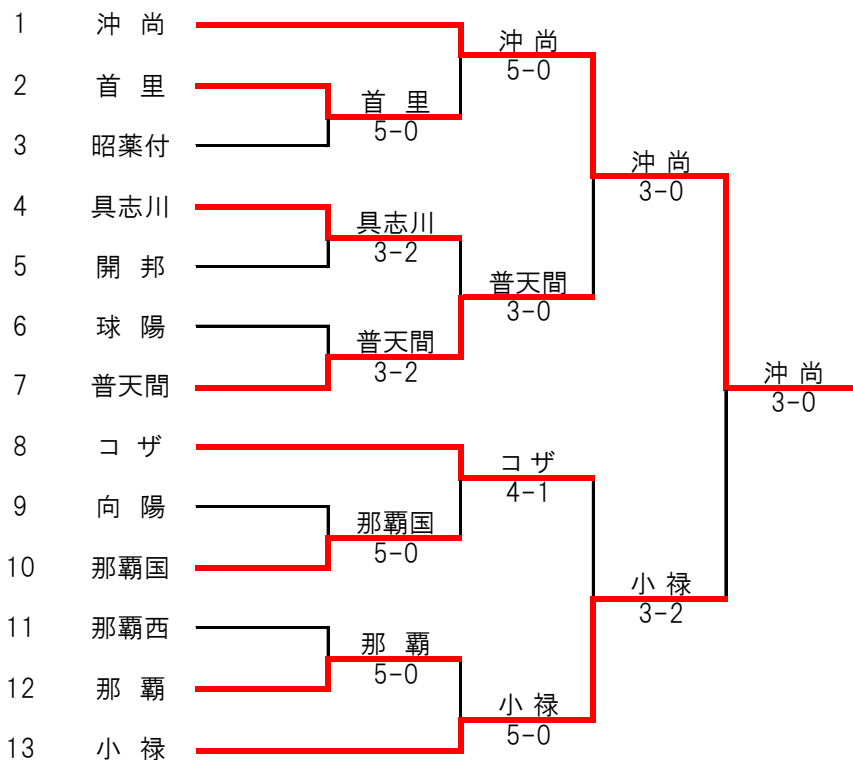 1 沖 尚
2 首 里
3 昭薬付
4 具志川
5 開 邦
6 球 陽
7 普天間
8 コ ザ
9 向 陽
10 那覇国
11 那覇西
12 那 覇
13 小 禄
首 里
5-0
具志川
3-2
普天間
3-2
那覇国
5-0
那 覇
5-0
沖 尚
5-0
普天間
3-0
コ ザ
4-1
小 禄
5-0
沖 尚
3-0
小 禄
3-2
沖 尚
3-0